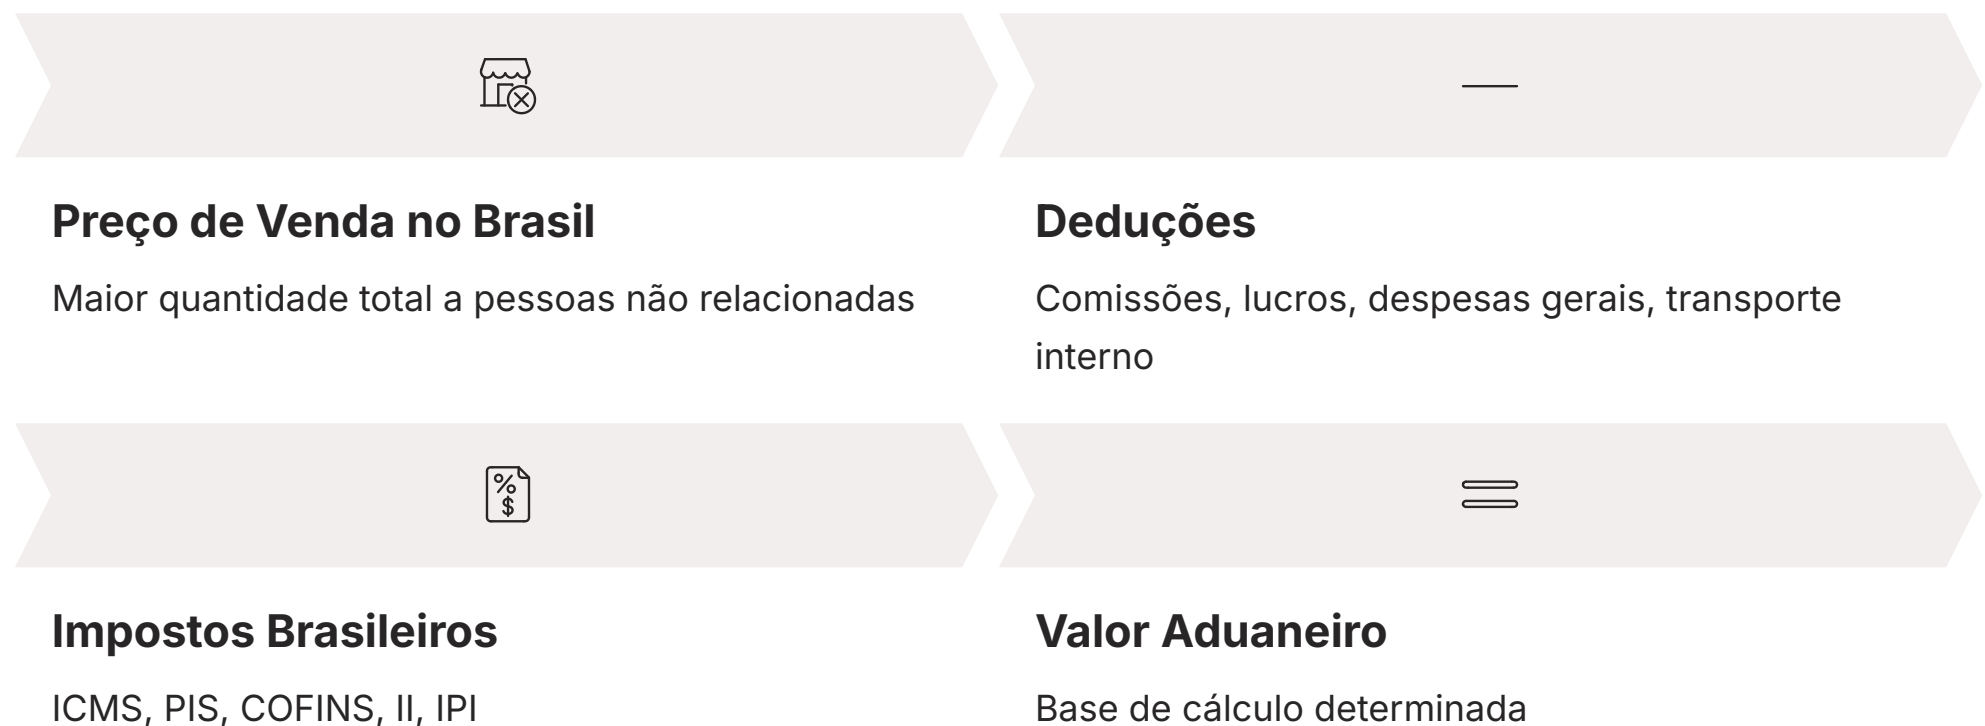 Preço de Venda no Brasil
Maior quantidade total a pessoas não relacionadas
Deduções
Comissões, lucros, despesas gerais, transporte
interno
Impostos Brasileiros
ICMS, PIS, COFINS, II, IPI
Valor Aduaneiro
Base de cálculo determinada